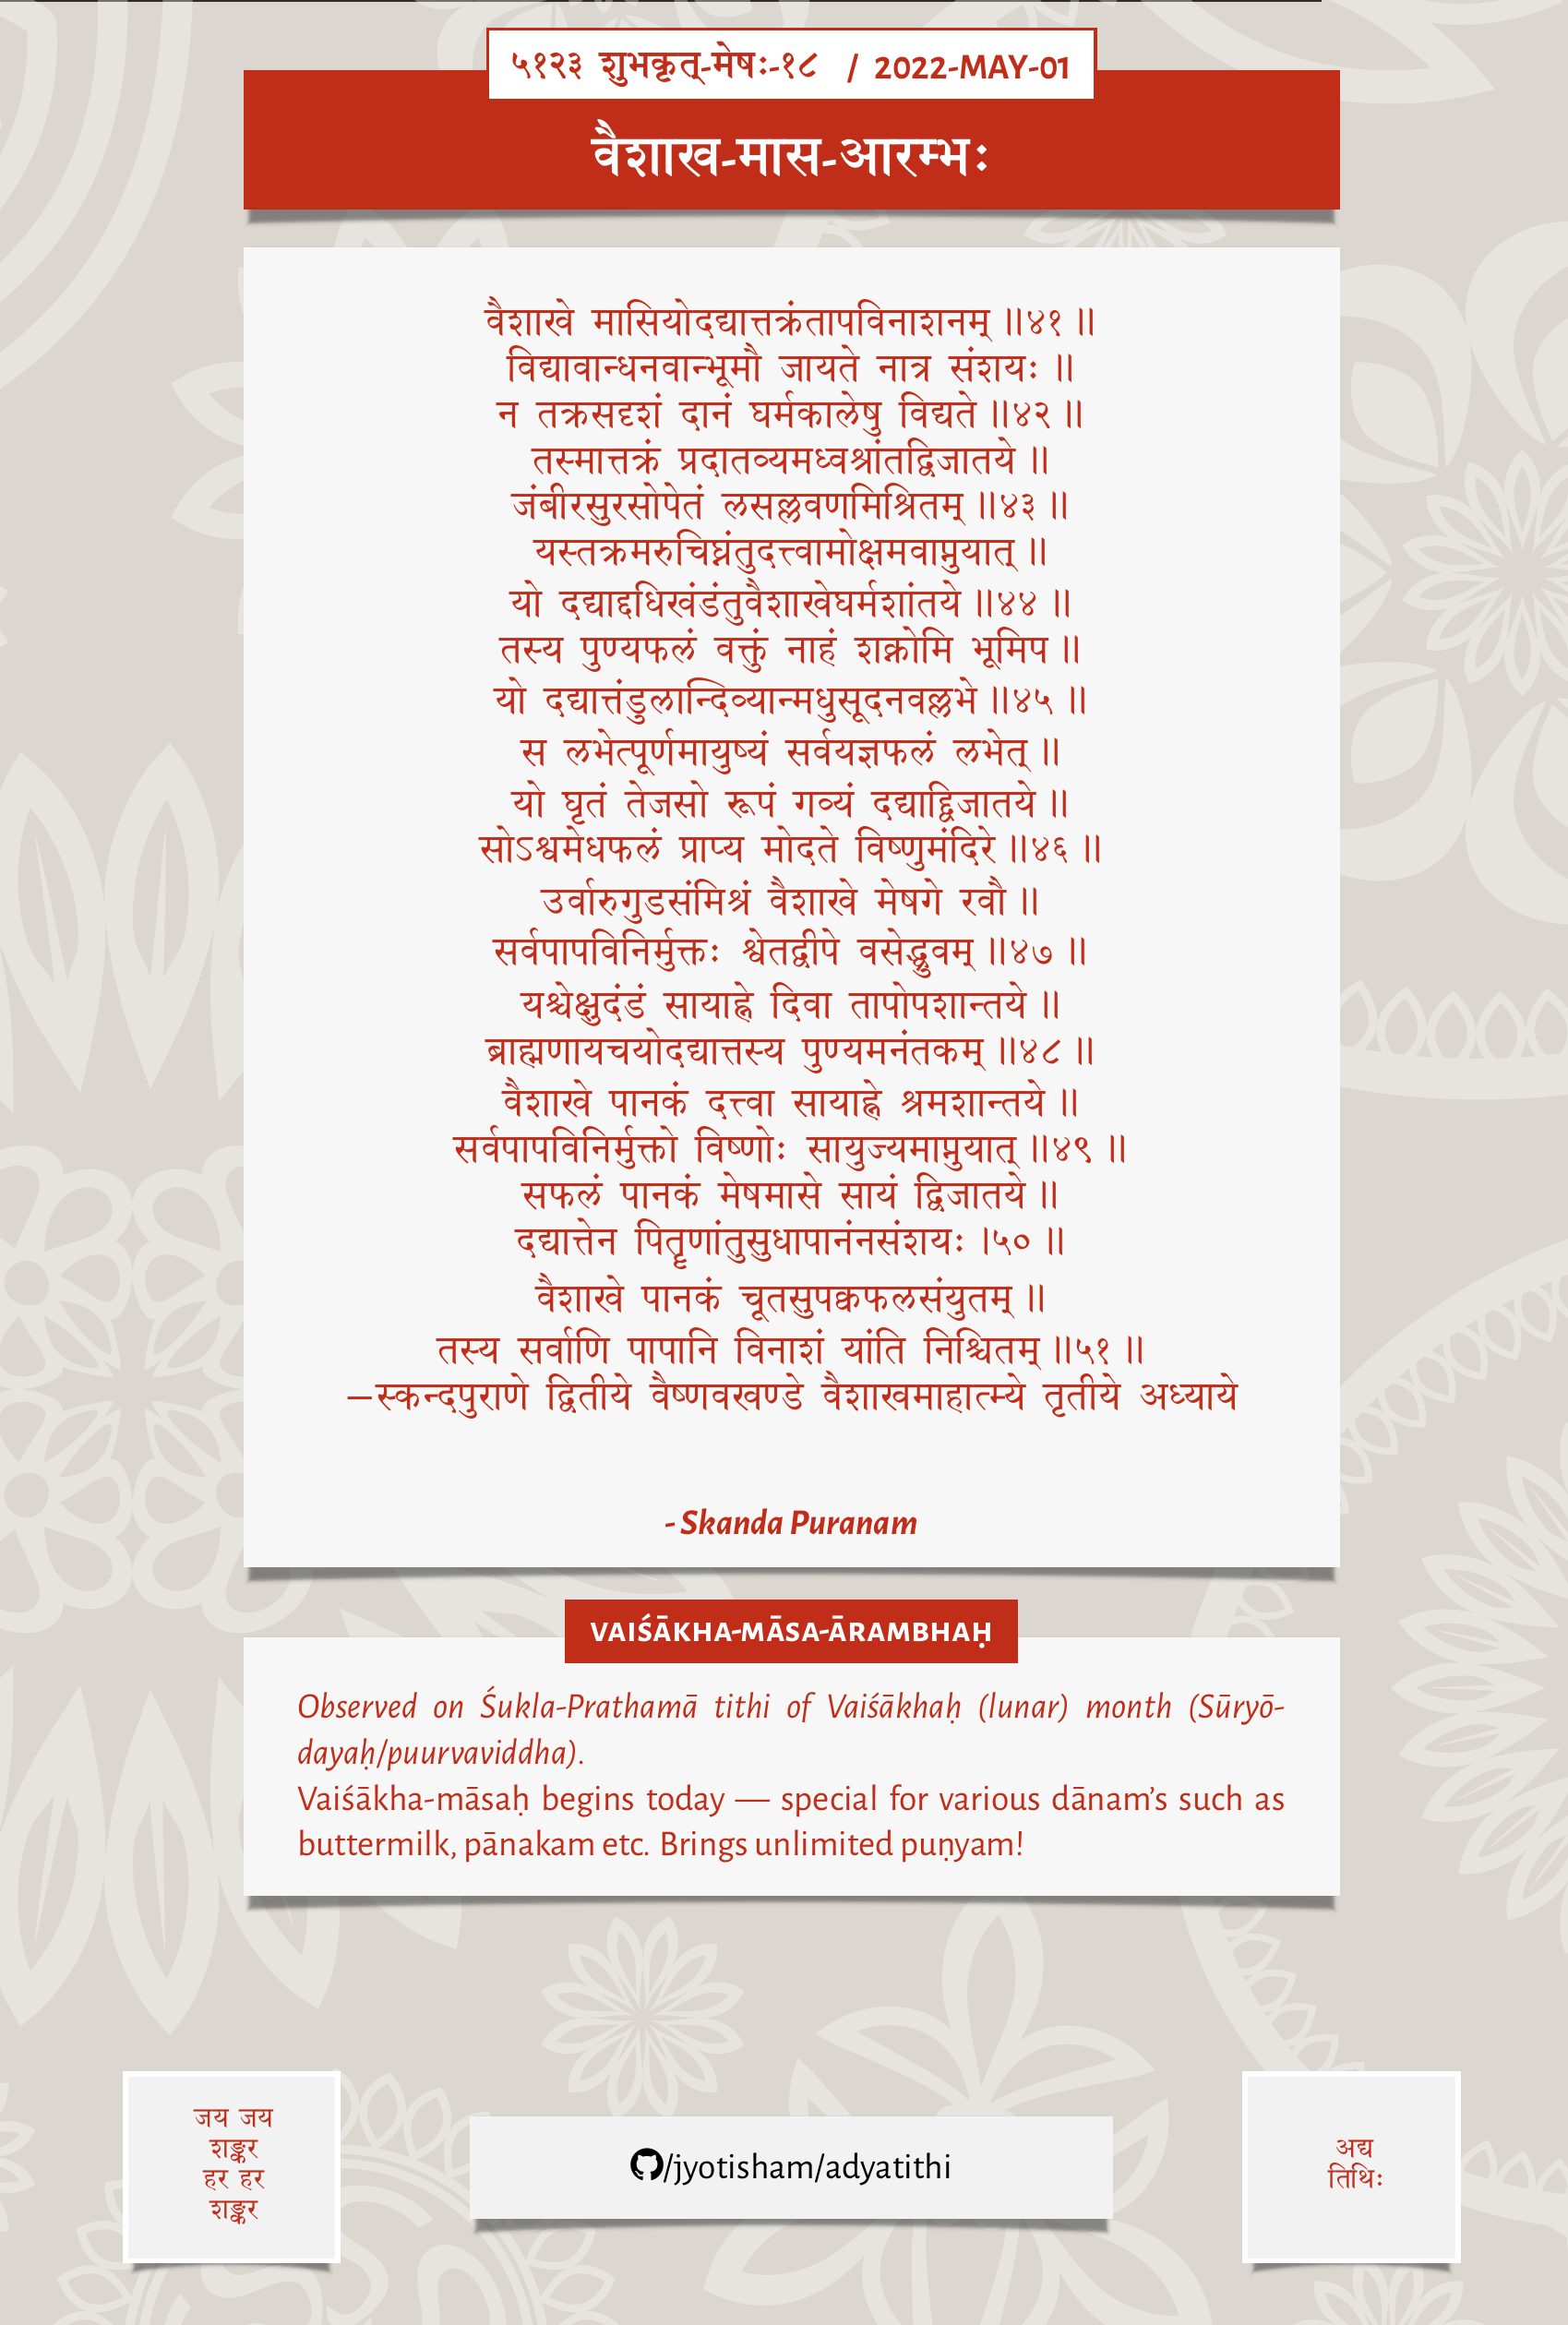 ५१२३ शुभकृत्-मेषः-१८ / 2022-MAY-01
वैशाख-मास-आरम्भः
वैशाखे मासियोदद्यात्तक्रंतापविनाशनम् ॥४१ ॥
विद्यावान्धनवान्भूमौ जायते नात्र संशयः ॥
न तक्रसदृशं दानं घर्मकालेषु विद्यते ॥४२ ॥
तस्मात्तक्रं प्रदातव्यमध्वश्रांतद्विजातये ॥
जंबीरसुरसोपेतं लसल्लवणमिश्रितम् ॥४३ ॥
यस्तक्रमरुचिघ्नंतुदत्त्वामोक्षमवाप्नुयात् ॥
यो दद्याद्दधिखंडंतुवैशाखेघर्मशांतये ॥४४ ॥
तस्य पुण्यफलं वक्तुं नाहं शक्नोमि भूमिप ॥
यो दद्यात्तंडुलान्दिव्यान्मधुसूदनवल्लभे ॥४५ ॥
स लभेत्पूर्णमायुष्यं सर्वयज्ञफलं लभेत् ॥
यो घृतं तेजसो रूपं गव्यं दद्याद्विजातये ॥
सोऽश्वमेधफलं प्राप्य मोदते विष्णुमंदिरे ॥४६ ॥
उर्वारुगुडसंमिश्रं वैशाखे मेषगे रवौ ॥
सर्वपापविनिर्मुक्तः श्वेतद्वीपे वसेद्ध्रुवम् ॥४७ ॥
यश्चेक्षुदंडं सायाह्ने दिवा तापोपशान्तये ॥
ब्राह्मणायचयोदद्यात्तस्य पुण्यमनंतकम् ॥४८ ॥
वैशाखे पानकं दत्त्वा सायाह्ने श्रमशान्तये ॥
सर्वपापविनिर्मुक्तो विष्णोः सायुज्यमाप्नुयात् ॥४९ ॥
सफलं पानकं मेषमासे सायं द्विजातये ॥
दद्यात्तेन पितॄणांतुसुधापानंनसंशयः ।५० ॥
वैशाखे पानकं चूतसुपक्वफलसंयुतम् ॥
तस्य सर्वाणि पापानि विनाशं यांति निश्चितम् ॥५१ ॥
—स्कन्दपुराणे द्वितीये वैष्णवखण्डे वैशाखमाहात्म्ये तृतीये अध्याये
- Skanda Puranam
VAIŚĀKHA-MĀSA-ĀRAMBHAḤ
Observed on Śukla-Prathamā tithi of Vaiśākhaḥ (lunar) month (Sūryō-
dayaḥ/puurvaviddha).
Vaiśākha-māsaḥ begins today — special for various dānam’s such as
buttermilk, pānakam etc. Brings unlimited puṇyam!
जय जय
शङ्कर
हर हर
शङ्कर
/jyotisham/adyatithi
अद्य
तिथिः